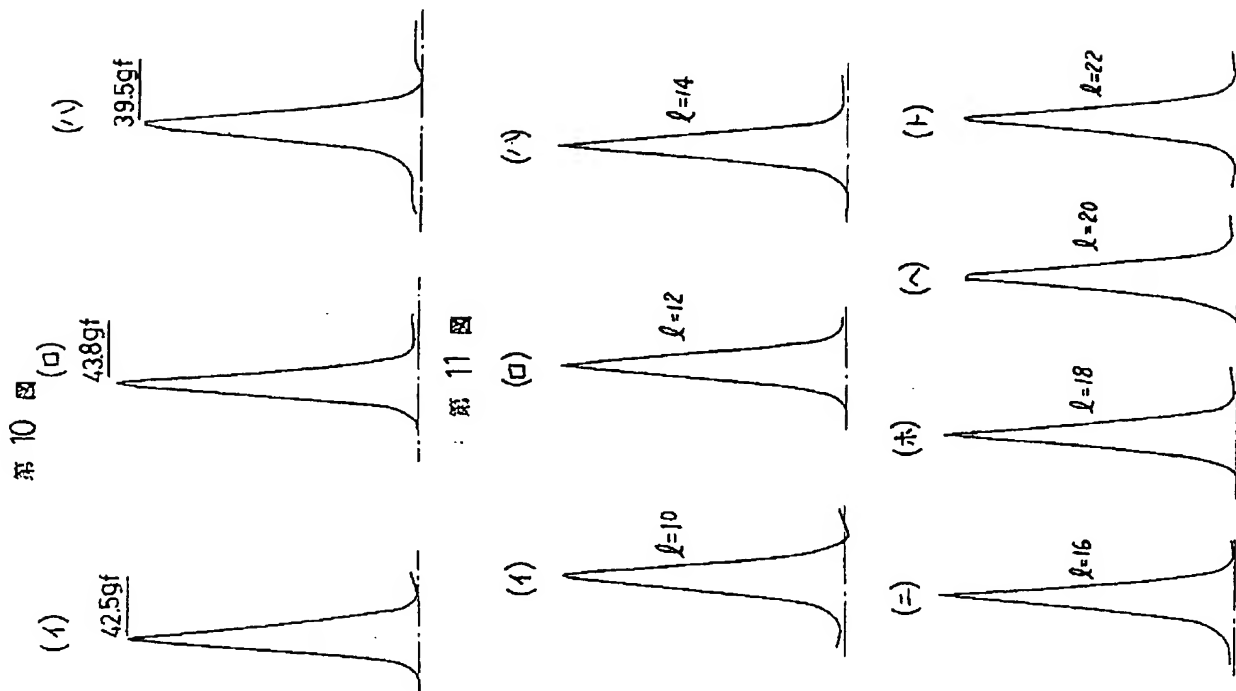 第 10 図
(イ)
42.5gf
(ロ)
43.8gf
(ハ)
39.5gf
第 11 図
(イ)
l=10
(ロ)
l=12
(ハ)
l=14
(ニ)
l=16
(ホ)
l=18
(ヘ)
l=20
(ト)
l=22